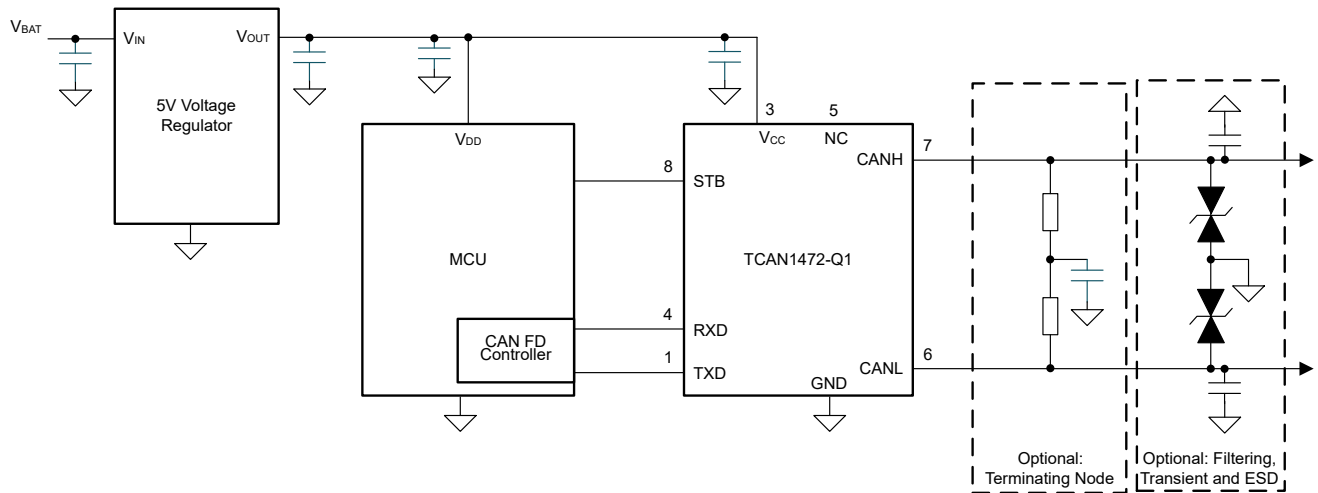 VBAT
VIN
VOUT
5V Voltage
Regulator
3
5
VDD
VCC
NC
CANH
7
8
STB
MCU
TCAN1472-Q1
4
RXD
CAN FD
Controller
1
TXD
CANL
6
GND
Optional:
Terminating Node
Optional: Filtering,
Transient and ESD